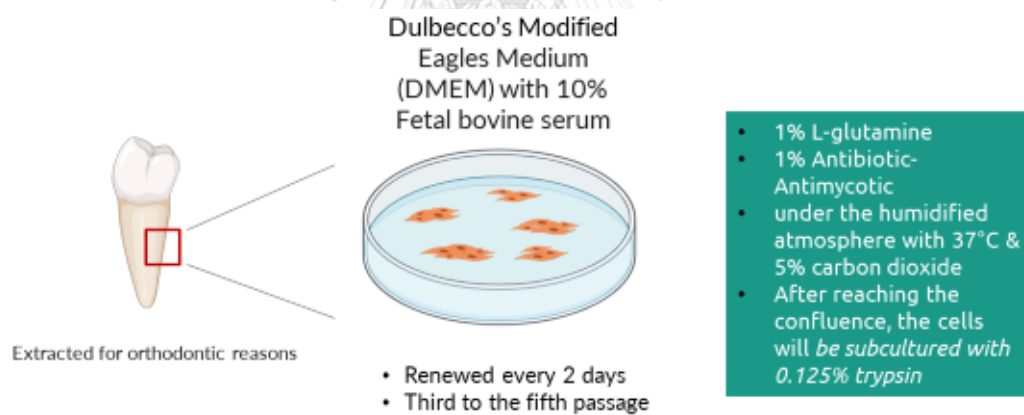 Dulbecco's Modified
Eagles Medium
(DMEM) with 10%
Fetal bovine serum
Extracted for orthodontic reasons
• Renewed every 2 days
• Third to the fifth passage
• 1% L-glutamine
• 1% Antibiotic-
Antimycotic
• under the humidified
atmosphere with 37°C &
5% carbon dioxide
• After reaching the
confluence, the cells
will be subcultured with
0.125% trypsin